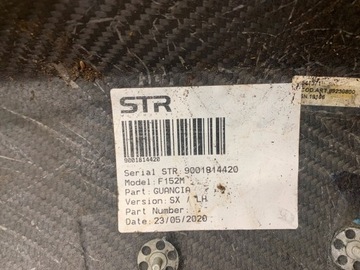 STR
9001814420
Serial STR 9001814420
Model: F152M
Part: GUANCIA
Version: SX / LH
Part Number:
Date: 23/05/2020